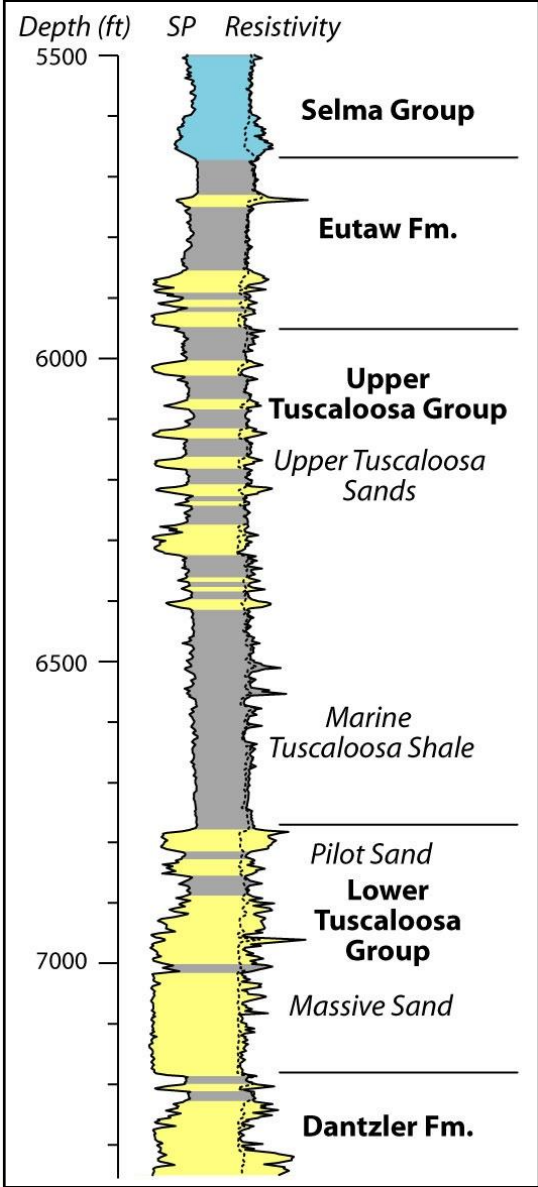 Depth (ft) SP Resistivity
5500
Selma Group
Eutaw Fm.
6000
Upper
Tuscaloosa Group
Upper Tuscaloosa
Sands
6500
Marine
Tuscaloosa Shale
Pilot Sand
Lower
Tuscaloosa
Group
7000
Massive Sand
Dantzler Fm.